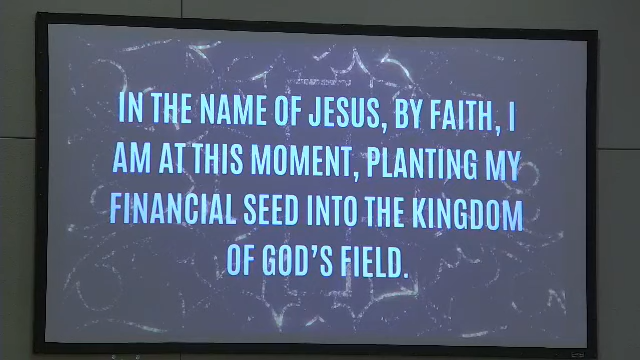 IN THE NAME OF JESUS, BY FAITH, I
AM AT THIS MOMENT, PLANTING MY
FINANCIAL SEED INTO THE KINGDOM
OF GOD'S FIELD.